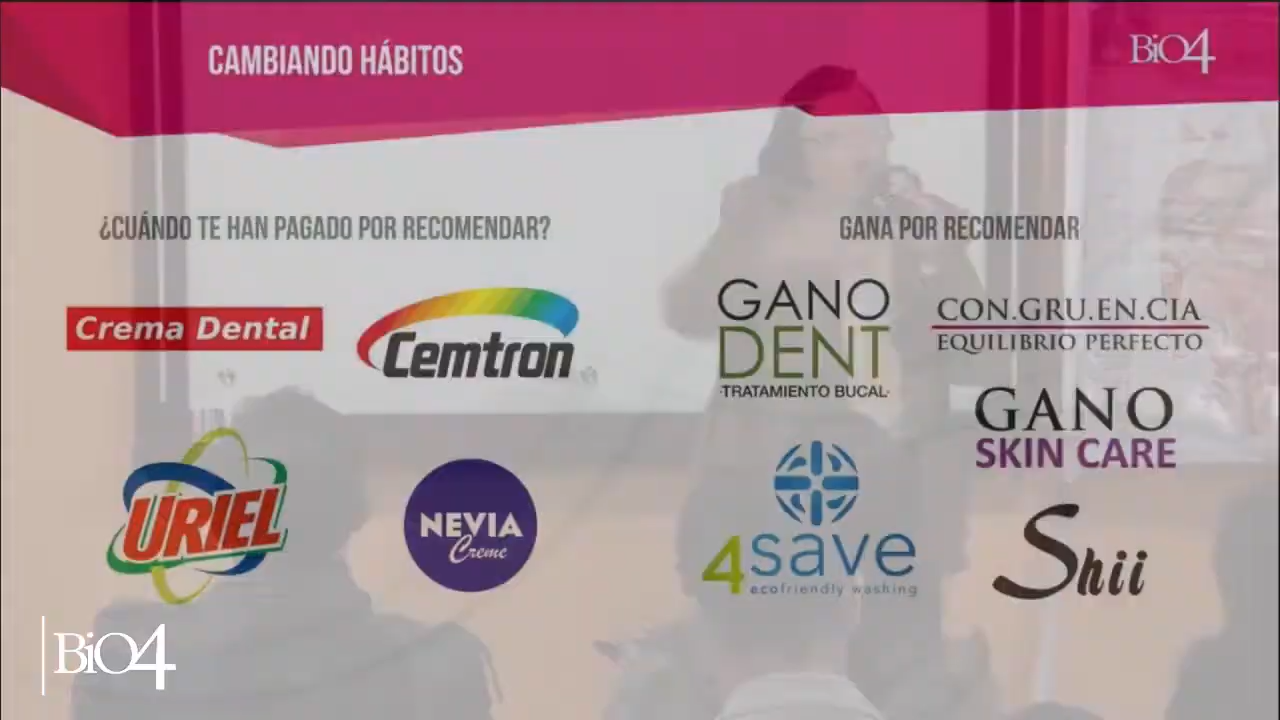 CAMBIANDO HÁBITOS
BiO4
¿CUÁNDO TE HAN PAGADO POR RECOMENDAR?
GANA POR RECOMENDAR
Crema Dental
Cemtron
GANO
DENT
·TRATAMIENTO BUCAL·
CON.GRU.EN.CIA
EQUILIBRIO PERFECTO
GANO
SKIN CARE
URIEL
NEVIA
Creme
4save
ecofriendly washing
Shii
BiO4